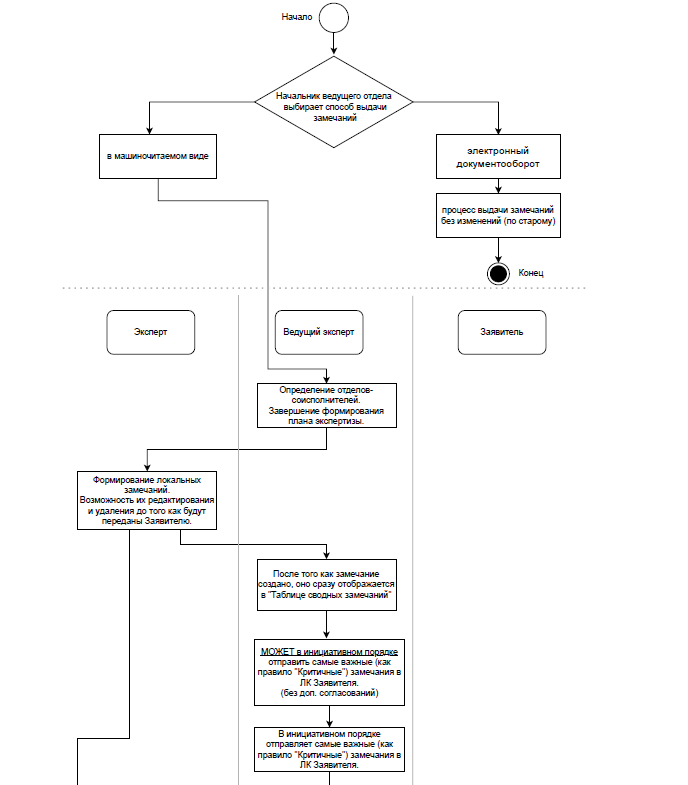 Начало
Начальник ведущего отдела
выбирает способ выдачи
замечаний
в машиночитаемом виде
электронный
документооборот
процесс выдачи замечаний
без изменений (по старому)
Конец
Эксперт
Ведущий эксперт
Заявитель
Определение отделов-
соисполнителей.
Завершение формирования
плана экспертизы.
Формирование локальных
замечаний.
Возможность их редактирования
и удаления до того как будут
переданы Заявителю.
После того как замечание
создано, оно сразу отображается
в "Таблице сводных замечаний"
МОЖЕТ в инициативном порядке
отправить самые важные (как
правило "Критичные") замечания в
ЛК Заявителя.
(без доп. согласований)
В инициативном порядке
отправляет самые важные (как
правило "Критичные") замечания в
ЛК Заявителя.